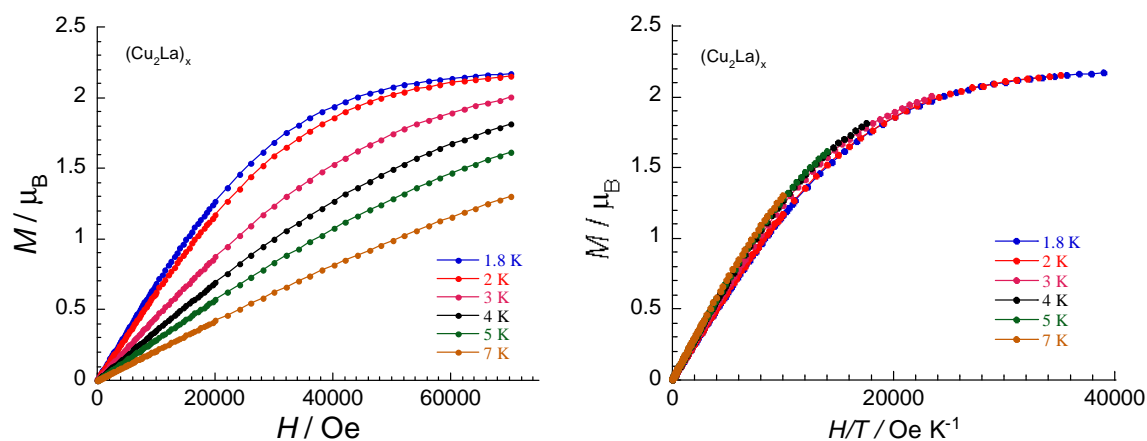 2.5
2
1.5
1
0.5
0
M / μB
(Cu2La)x
1.8 K
2 K
3 K
4 K
5 K
7 K
0
20000
40000
60000
H / Oe
2.5
2
1.5
1
0.5
0
M / μB
(Cu2La)x
1.8 K
2 K
3 K
4 K
5 K
7 K
0
20000
40000
H/T / Oe K-1